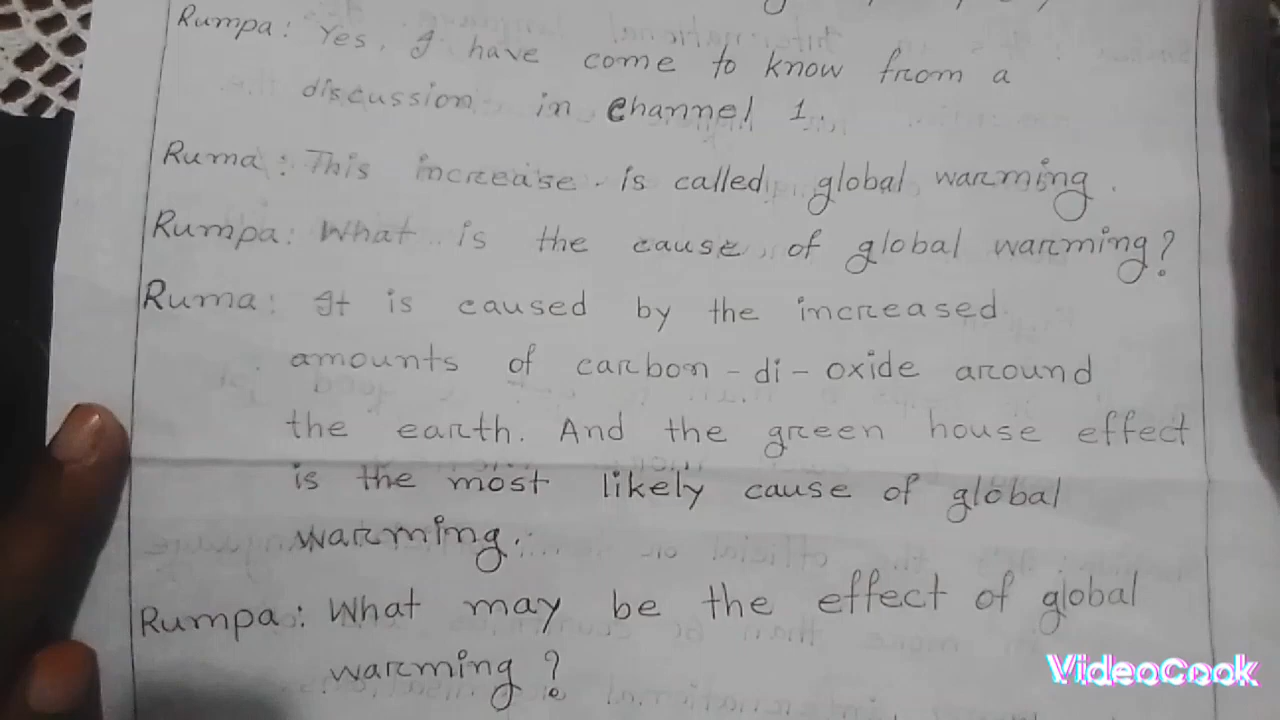 Rumpa: Yes, I have come to know from a
discussion in Channel 1.
Ruma: This increase is called global warming.
Rumpa: What is the cause of global warming?
Ruma: It is caused by the increased
amounts of carbon-di-oxide around
the earth. And the green house effect
is the most likely cause of global
warming.
Rumpa: What may be the effect of global
warming?
VideoCook